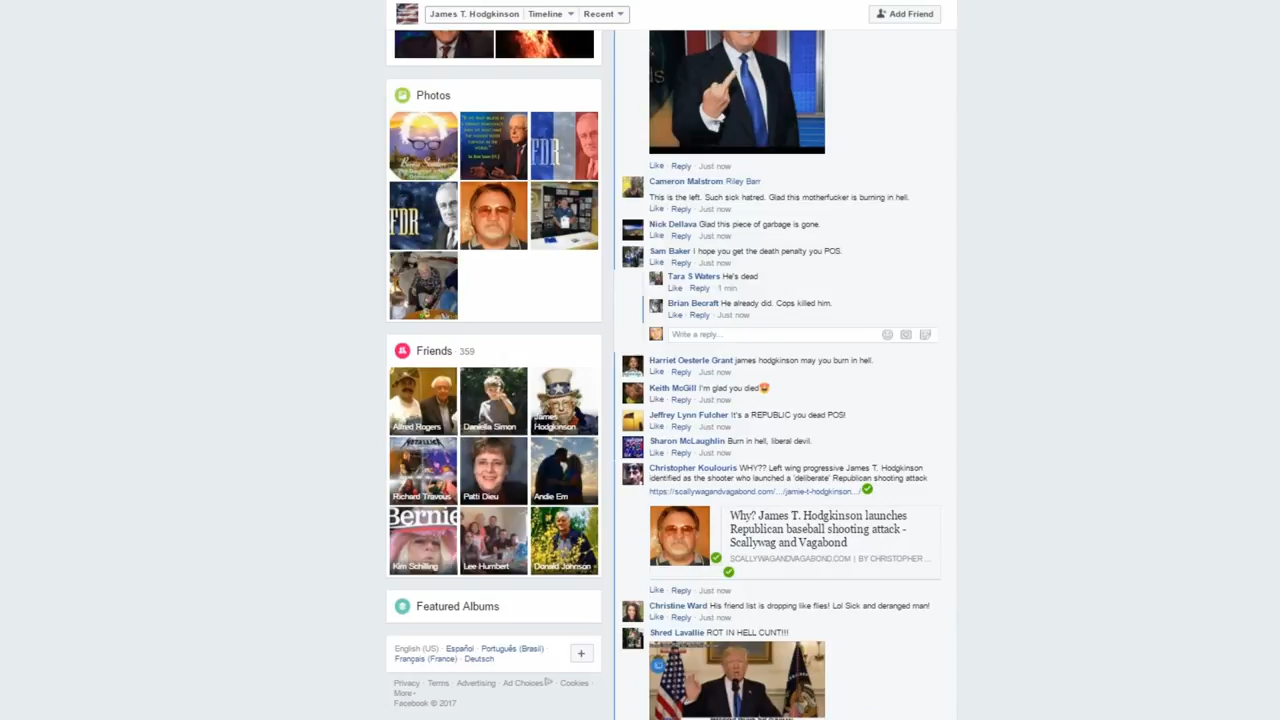 James T. Hodgkinson
Timeline
Recent
Add Friend
Photos
FDR
FDR
Friends · 359
Alfred Rogers
Daniella Simon
James
Hodgkinson
METALLICA
Richard Travous
Patti Dieu
Andie Em
Bernie
Kim Schilling
Lee Humbert
Donald Johnson
Featured Albums
English (US) · Español · Português (Brasil) ·
Français (France) · Deutsch
+
Privacy · Terms · Advertising · Ad Choices · Cookies ·
More
Facebook © 2017
Like · Reply · Just now
Cameron Malstrom Riley Barr
This is the left. Such sick hatred. Glad this motherfucker is burning in hell.
Like · Reply · Just now
Nick Dellava Glad this piece of garbage is gone.
Like · Reply · Just now
Sam Baker I hope you get the death penalty you POS.
Like · Reply · Just now
Tara S Waters He's dead
Like · Reply · 1 min
Brian Becraft He already did. Cops killed him.
Like · Reply · Just now
Write a reply...
Harriet Oesterle Grant james hodgkinson may you burn in hell.
Like · Reply · Just now
Keith McGill I'm glad you died😍
Like · Reply · Just now
Jeffrey Lynn Fulcher It's a REPUBLIC you dead POS!
Like · Reply · Just now
Sharon McLaughlin Burn in hell, liberal devil.
Like · Reply · Just now
Christopher Koulouris WHY?? Left wing progressive James T. Hodgkinson
identified as the shooter who launched a 'deliberate' Republican shooting attack
https://scallywagandvagabond.com/.../jamie-t-hodgkinson.../
Why? James T. Hodgkinson launches
Republican baseball shooting attack -
Scallywag and Vagabond
SCALLYWAGANDVAGABOND.COM | BY CHRISTOPHER ...
Like · Reply · Just now
Christine Ward His friend list is dropping like flies! Lol Sick and deranged man!
Like · Reply · Just now
Shred Lavallie ROT IN HELL CUNT!!!